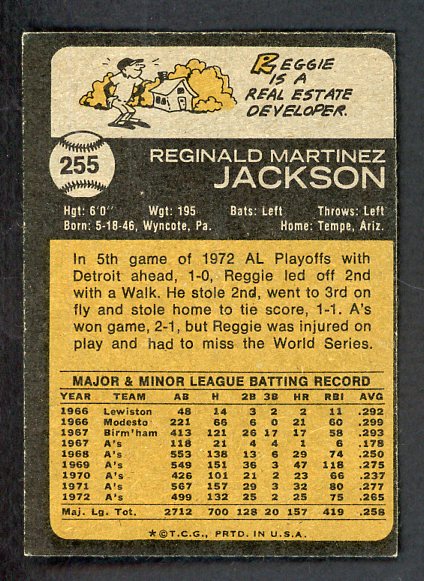 REGGIE
IS A
REAL ESTATE
DEVELOPER.
255
REGINALD MARTINEZ
JACKSON
Hgt: 6'0" Wgt: 195 Bats: Left Throws: Left
Born: 5-18-46, Wyncote, Pa. Home: Tempe, Ariz.
In 5th game of 1972 AL Playoffs with
Detroit ahead, 1-0, Reggie led off 2nd
with a Walk. He stole 2nd, went to 3rd on
fly and stole home to tie score, 1-1. A's
won game, 2-1, but Reggie was injured on
play and had to miss the World Series.
MAJOR & MINOR LEAGUE BATTING RECORD
YEAR TEAM AB H 2B 3B HR RBI AVG
1966 Lewiston 48 14 3 2 2 11 .292
1966 Modesto 221 66 6 0 21 60 .299
1967 Birm'ham 413 121 26 17 17 58 .293
1967 A's 118 21 4 4 1 6 .178
1968 A's 553 138 13 6 29 74 .250
1969 A's 549 151 36 3 47 118 .275
1970 A's 426 101 21 2 23 66 .237
1971 A's 567 157 29 3 32 80 .277
1972 A's 499 132 25 2 25 75 .265
Maj. Lg. Tot. 2712 700 128 20 157 419 .258
*©T.C.G., PRTD. IN U.S.A.